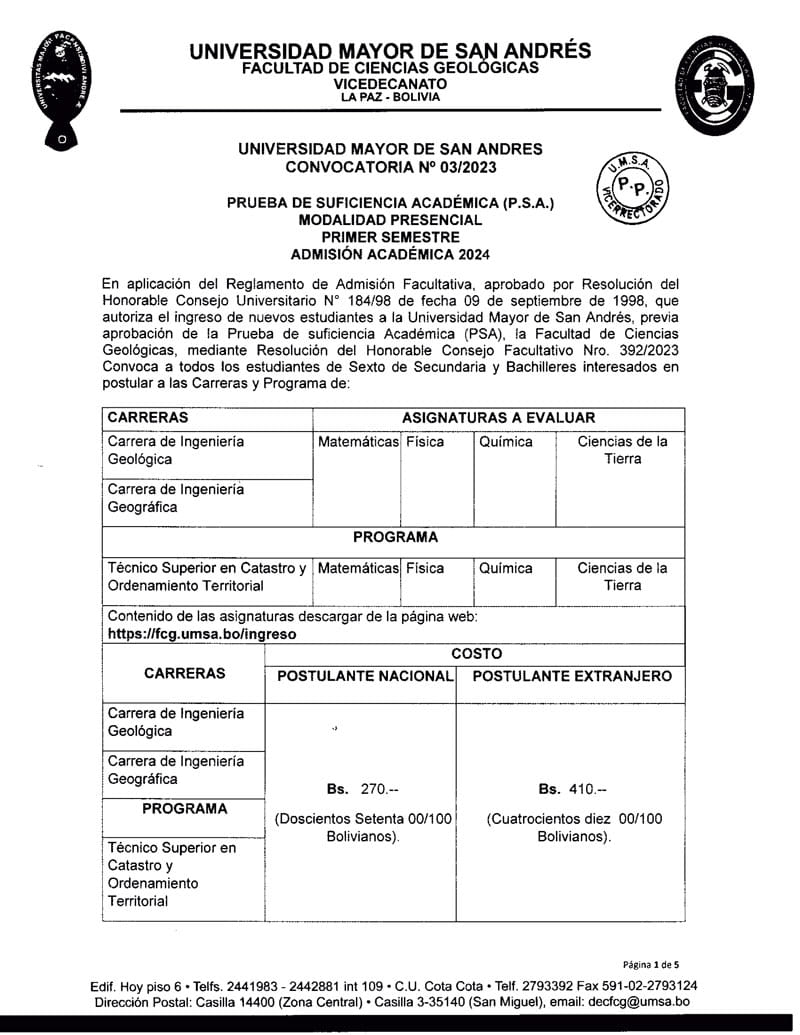 UNIVERSIDAD MAYOR DE SAN ANDRÉS
FACULTAD DE CIENCIAS GEOLÓGICAS
VICEDECANATO
LA PAZ - BOLIVIA
UNIVERSIDAD MAYOR DE SAN ANDRES
CONVOCATORIA Nº 03/2023
U.M.S.A.
P.P.
VICERRECTORADO
PRUEBA DE SUFICIENCIA ACADÉMICA (P.S.A.)
MODALIDAD PRESENCIAL
PRIMER SEMESTRE
ADMISIÓN ACADÉMICA 2024
En aplicación del Reglamento de Admisión Facultativa, aprobado por Resolución del
Honorable Consejo Universitario N° 184/98 de fecha 09 de septiembre de 1998, que
autoriza el ingreso de nuevos estudiantes a la Universidad Mayor de San Andrés, previa
aprobación de la Prueba de suficiencia Académica (PSA), la Facultad de Ciencias
Geológicas, mediante Resolución del Honorable Consejo Facultativo Nro. 392/2023
Convoca a todos los estudiantes de Sexto de Secundaria y Bachilleres interesados en
postular a las Carreras y Programa de:
CARRERAS ASIGNATURAS A EVALUAR
Carrera de Ingeniería Matemáticas Física Química Ciencias de la
Geológica Tierra
Carrera de Ingeniería
Geográfica
PROGRAMA
Técnico Superior en Catastro y Matemáticas Física Química Ciencias de la
Ordenamiento Territorial Tierra
Contenido de las asignaturas descargar de la página web:
https://fcg.umsa.bo/ingreso
COSTO
CARRERAS POSTULANTE NACIONAL POSTULANTE EXTRANJERO
Carrera de Ingeniería
Geológica
Carrera de Ingeniería
Geográfica
Bs. 270.-- Bs. 410.--
PROGRAMA
(Doscientos Setenta 00/100 (Cuatrocientos diez 00/100
Bolivianos). Bolivianos).
Técnico Superior en
Catastro y
Ordenamiento
Territorial
Página 1 de 5
Edif. Hoy piso 6 • Telfs. 2441983 - 2442881 int 109 • C.U. Cota Cota • Telf. 2793392 Fax 591-02-2793124
Dirección Postal: Casilla 14400 (Zona Central) • Casilla 3-35140 (San Miguel), email: decfcg@umsa.bo